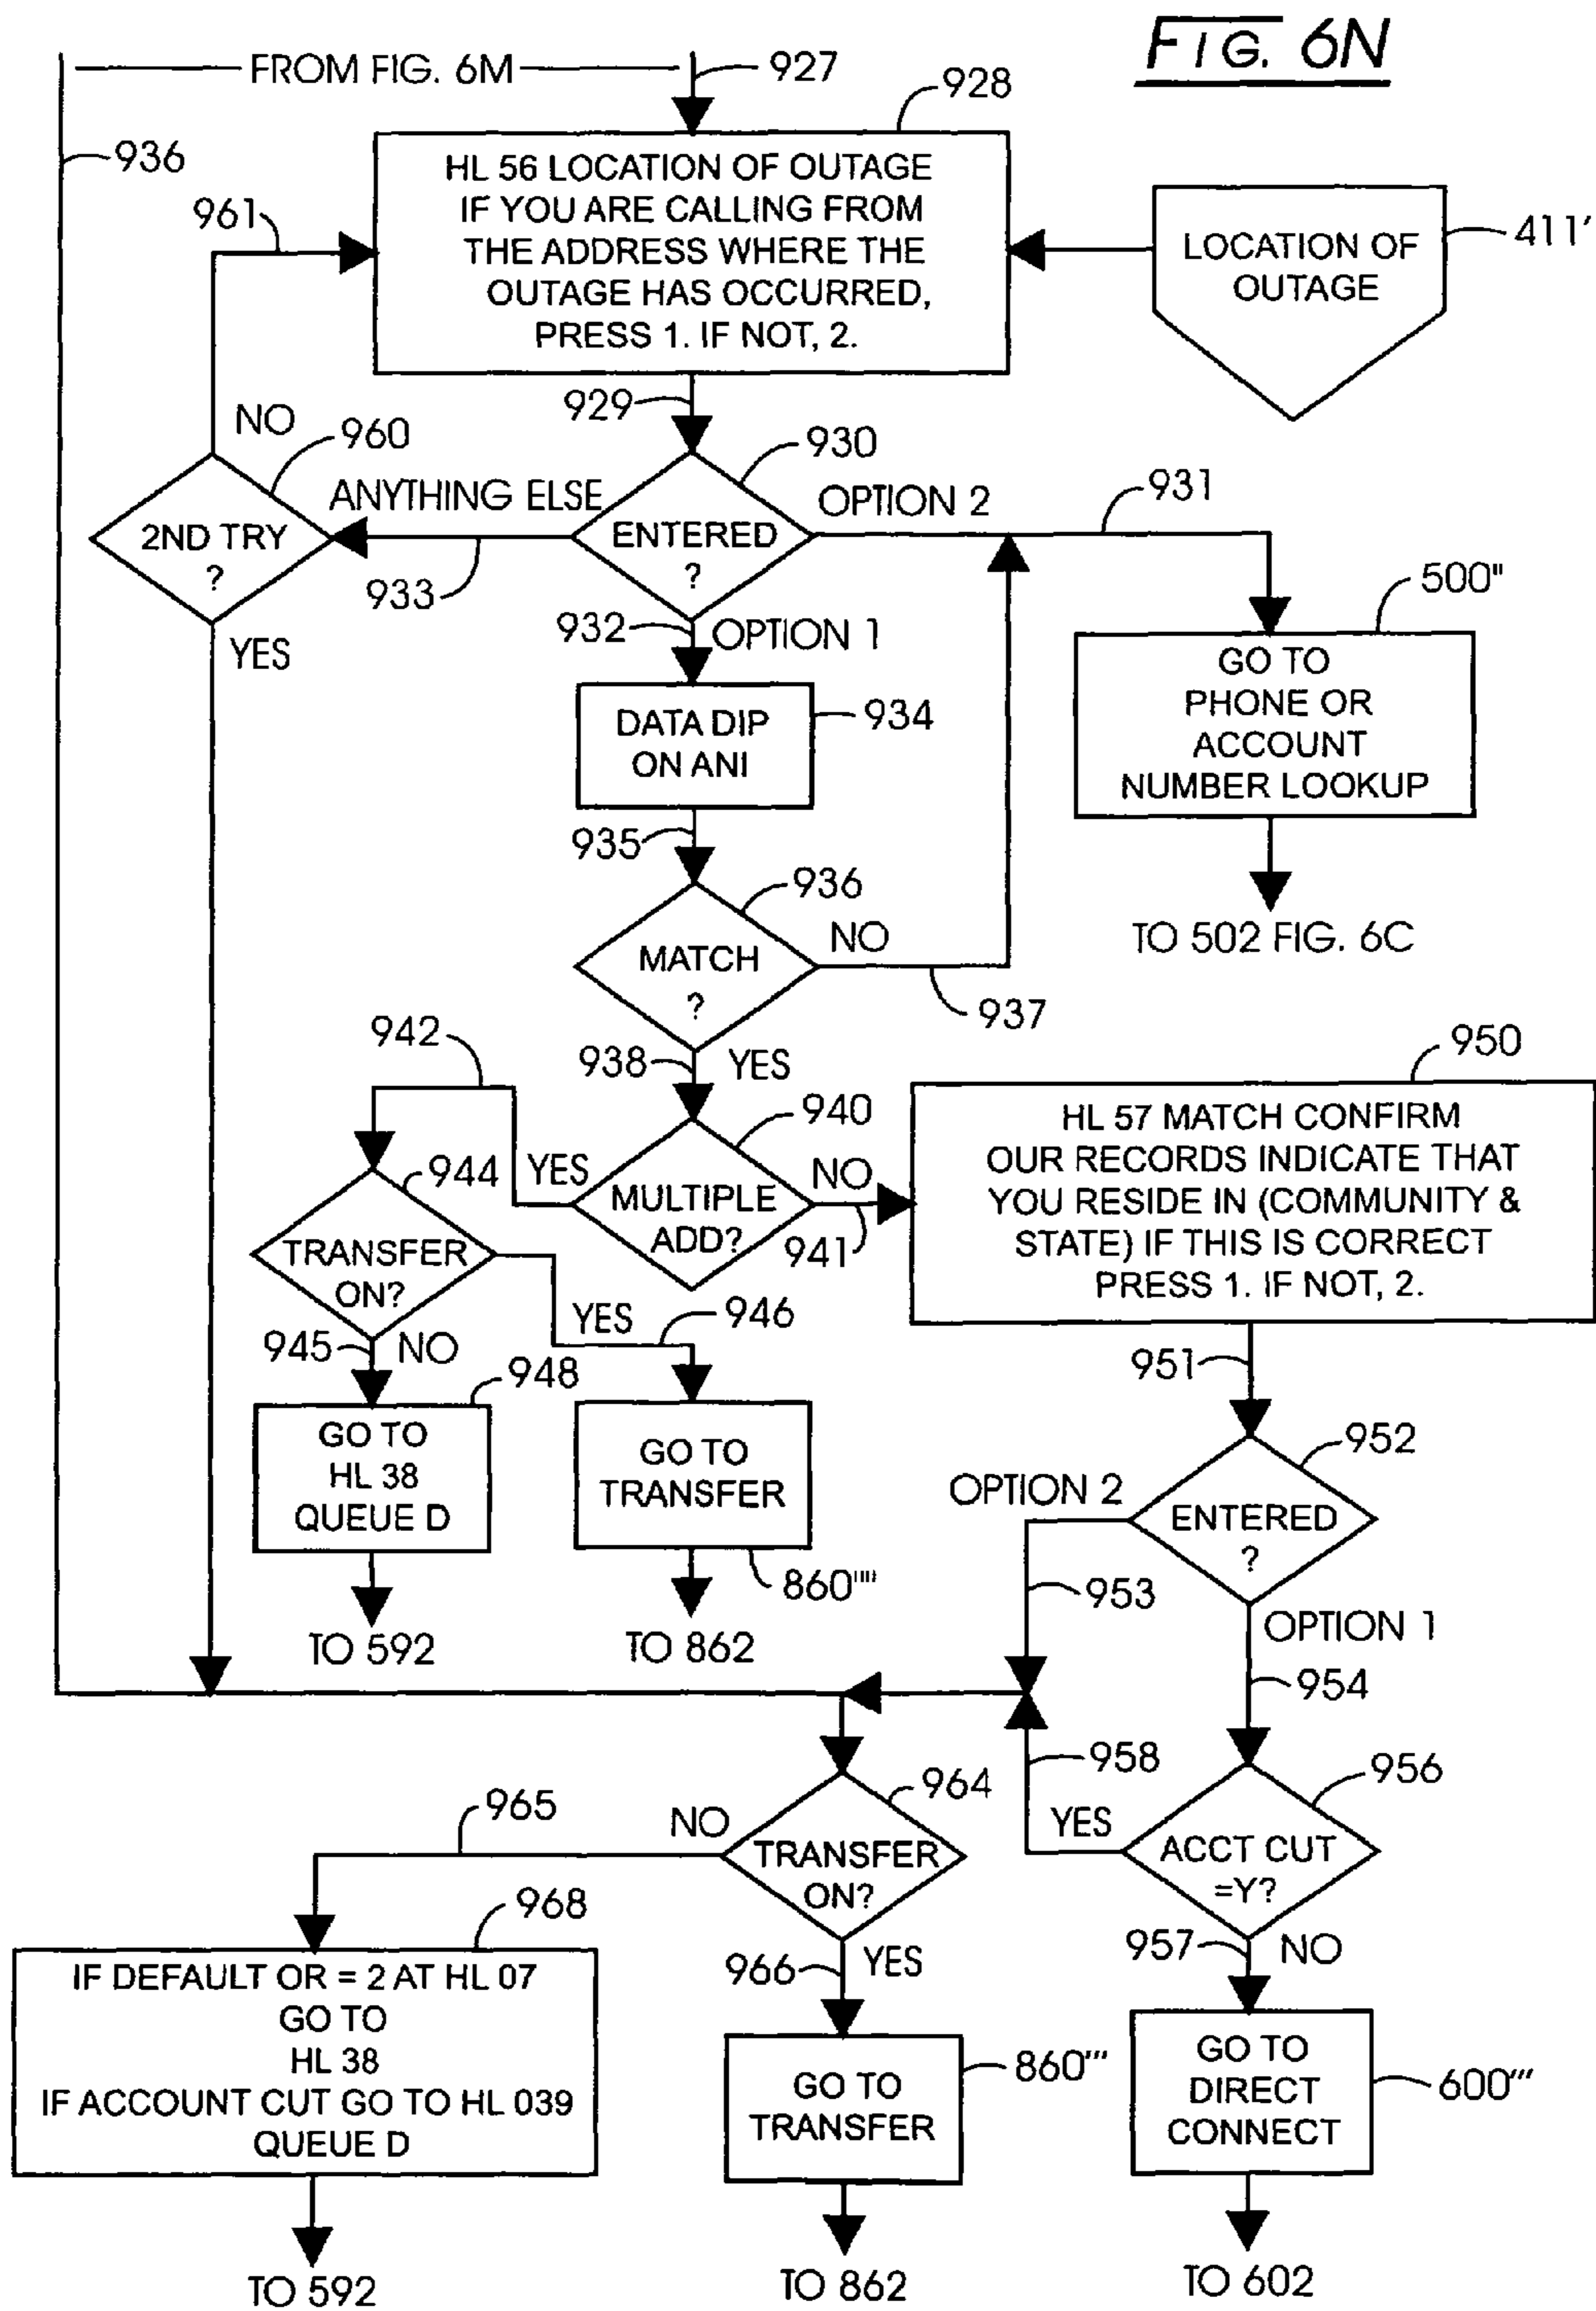 FIG. 6N
FROM FIG. 6M
927
928
936
HL 56 LOCATION OF OUTAGE
IF YOU ARE CALLING FROM
THE ADDRESS WHERE THE
OUTAGE HAS OCCURRED,
PRESS 1. IF NOT, 2.
961
LOCATION OF
OUTAGE
411'
929
NO
960
930
ANYTHING ELSE
OPTION 2
931
2ND TRY
?
ENTERED
?
933
500"
932
OPTION 1
YES
GO TO
PHONE OR
ACCOUNT
NUMBER LOOKUP
DATA DIP
ON ANI
934
935
936
NO
TO 502 FIG. 6C
MATCH
?
937
942
938
YES
950
940
HL 57 MATCH CONFIRM
OUR RECORDS INDICATE THAT
YOU RESIDE IN (COMMUNITY &
STATE) IF THIS IS CORRECT
PRESS 1. IF NOT, 2.
944
YES
NO
MULTIPLE
ADD?
941
TRANSFER
ON?
YES
946
945
NO
948
951
GO TO
HL 38
QUEUE D
GO TO
TRANSFER
952
OPTION 2
ENTERED
?
860""
953
TO 592
TO 862
OPTION 1
954
958
956
964
965
NO
YES
TRANSFER
ON?
ACCT CUT
=Y?
968
966
YES
957
NO
IF DEFAULT OR = 2 AT HL 07
GO TO
HL 38
IF ACCOUNT CUT GO TO HL 039
QUEUE D
GO TO
TRANSFER
860"'
GO TO
DIRECT
CONNECT
600"'
TO 592
TO 862
TO 602